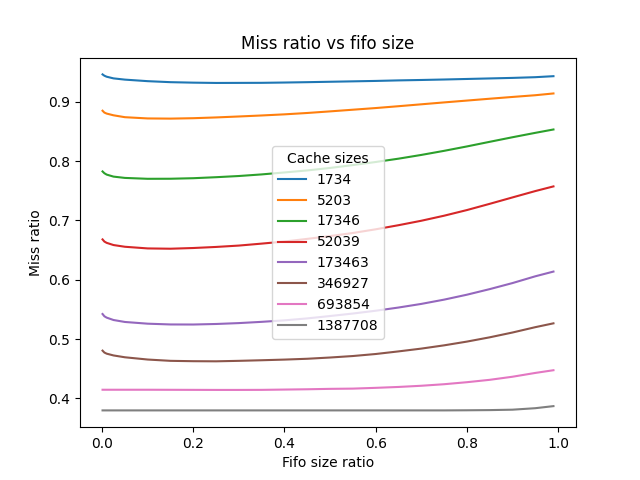 Miss ratio vs fifo size
Miss ratio
0.9
0.8
0.7
0.6
0.5
0.4
Cache sizes
1734
5203
17346
52039
173463
346927
693854
1387708
0.0 0.2 0.4 0.6 0.8 1.0
Fifo size ratio